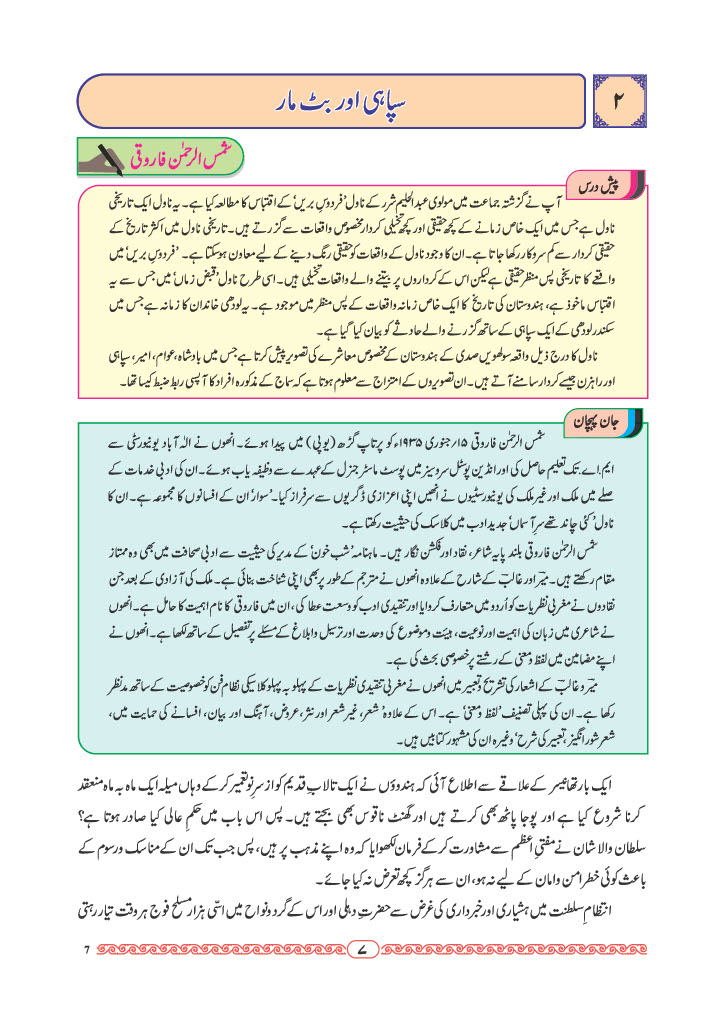 ۲
سپاہی اور بٹ مار
شمس الرحمٰن فاروقی
پیش درس
آپ نے گزشتہ جماعت میں مولوی عبدالحلیم شرر کے ناول ’فردوسِ بریں‘ کے اقتباس کا مطالعہ کیا ہے۔ یہ ناول ایک تاریخی
ناول ہے جس میں ایک خاص زمانے کے کچھ حقیقی اور کچھ تخیلی کردار مخصوص واقعات سے گزرتے ہیں۔ تاریخی ناول میں اکثر تاریخ کے
حقیقی کردار سے کم سروکار رکھا جاتا ہے۔ ان کا وجود ناول کے واقعات کو حقیقی رنگ دینے کے لیے معاون ہوسکتا ہے۔ ’فردوسِ بریں‘ میں
واقعے کا تاریخی پس منظر حقیقی ہے لیکن اس کے کرداروں پر بیتنے والے واقعات تخیلی ہیں۔ اسی طرح ناول ’قبض زماں‘ میں جس سے یہ
اقتباس ماخوذ ہے، ہندوستان کی تاریخ کا ایک خاص زمانہ واقعات کے پس منظر میں موجود ہے۔ یہ لودھی خاندان کا زمانہ ہے جس میں
سکندر لودھی کے ایک سپاہی کے ساتھ گزرنے والے حادثے کو بیان کیا گیا ہے۔
ناول کا درج ذیل واقعہ سولھویں صدی کے ہندوستان کے مخصوص معاشرے کی تصویر پیش کرتا ہے جس میں بادشاہ، عوام، امیر، سپاہی
اور راہزن جیسے کردار سامنے آتے ہیں۔ ان تصویروں کے امتزاج سے معلوم ہوتا ہے کہ سماج کے مذکورہ افراد کا آپسی ربط ضبط کیسا تھا۔
جان پہچان
شمس الرحمٰن فاروقی ۱۵؍ جنوری ۱۹۳۵ء کو پرتاپ گڑھ (یوپی) میں پیدا ہوئے۔ انھوں نے الٰہ آباد یونیورسٹی سے
ایم۔اے۔ تک تعلیم حاصل کی اور انڈین پوسٹل سروسیز میں پوسٹ ماسٹر جنرل کے عہدے سے وظیفہ یاب ہوئے۔ ان کی ادبی خدمات کے
صلے میں ملک اور غیر ملک کی یونیورسٹیوں نے انھیں اپنی اعزازی ڈگریوں سے سرفراز کیا۔ ’سوار‘ ان کے افسانوں کا مجموعہ ہے۔ ان کا
ناول ’کئی چاند تھے سرِ آسماں‘ جدید ادب میں کلاسک کی حیثیت رکھتا ہے۔
شمس الرحمٰن فاروقی بلند پایہ شاعر، نقاد اور فکشن نگار ہیں۔ ماہنامہ ’شب خون‘ کے مدیر کی حیثیت سے ادبی صحافت میں بھی وہ ممتاز
مقام رکھتے ہیں۔ میرؔ اور غالبؔ کے شارح کے علاوہ انھوں نے مترجم کے طور پر بھی اپنی شناخت بنائی ہے۔ ملک کی آزادی کے بعد جن
نقادوں نے مغربی نظریات کو اُردو میں متعارف کروایا اور تنقیدی ادب کو وسعت عطا کی، ان میں فاروقی کا نام اہمیت کا حامل ہے۔ انھوں
نے شاعری میں زبان کی اہمیت اور نوعیت، ہیئت و موضوع کی وحدت اور ترسیل و ابلاغ کے مسئلے پر تفصیل کے ساتھ لکھا ہے۔ انھوں نے
اپنے مضامین میں لفظ و معنی کے رشتے پر خصوصی بحث کی ہے۔
میرؔ و غالبؔ کے اشعار کی تشریح و تعبیر میں انھوں نے مغربی تنقیدی نظریات کے پہلو بہ پہلو کلاسیکی نظامِ فن کو خصوصیت کے ساتھ مدنظر
رکھا ہے۔ ان کی پہلی تصنیف ’لفظ و معنی‘ ہے۔ اس کے علاوہ ’شعر، غیر شعر اور نثر، عروض، آہنگ اور بیان، افسانے کی حمایت میں،
شعر شور انگیز، تعبیر کی شرح‘ وغیرہ ان کی مشہور کتابیں ہیں۔
ایک بار تھانیسر کے علاقے سے اطلاع آئی کہ ہندوؤں نے ایک تالابِ قدیم کو از سرِ نو تعمیر کرکے وہاں میلہ ایک ماہ بہ ماہ منعقد
کرنا شروع کیا ہے اور پوجا پاٹھ بھی کرتے ہیں اور گھنٹ ناقوس بھی بجتے ہیں۔ پس اس باب میں حکمِ عالی کیا صادر ہوتا ہے؟
سلطان والا شان نے مفتیِ اعظم سے مشاورت کرکے فرمان لکھوایا کہ وہ اپنے مذہب پر ہیں، پس جب تک ان کے مناسک و رسوم کے
باعث کوئی خطر امن و امان کے لیے نہ ہو، ان سے ہرگز کچھ تعرض نہ کیا جائے۔
انتظامِ سلطنت میں ہشیاری اور خبرداری کی غرض سے حضرتِ دہلی اور اس کے گرد و نواح میں اسّی ہزار مسلح فوج ہر وقت تیار رہتی
۷
7